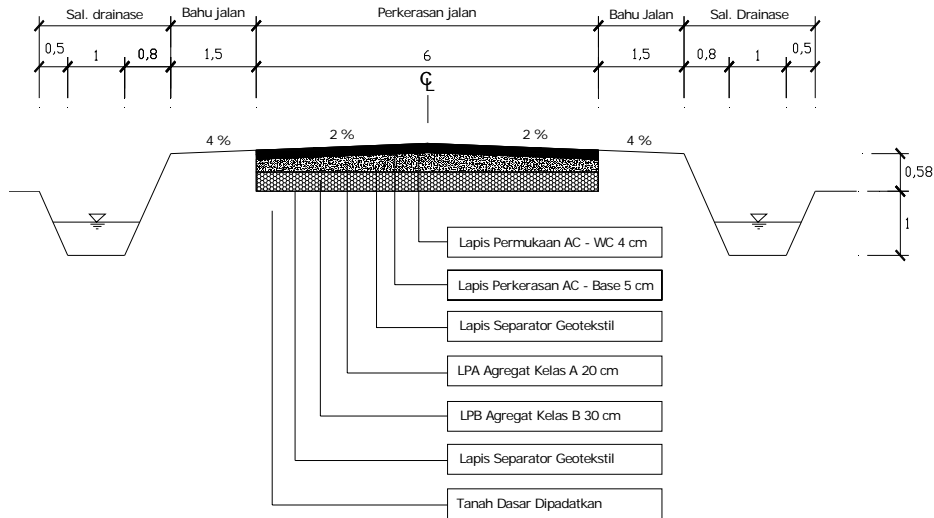 Sal. drainase Bahu jalan Perkerasan jalan Bahu Jalan Sal. Drainase
0,5 1 0,8 1,5 6 1,5 0,8 1 0,5
CL
4 % 2 % 2 % 4 %
0,58
1
Lapis Permukaan AC - WC 4 cm
Lapis Perkerasan AC - Base 5 cm
Lapis Separator Geotekstil
LPA Agregat Kelas A 20 cm
LPB Agregat Kelas B 30 cm
Lapis Separator Geotekstil
Tanah Dasar Dipadatkan